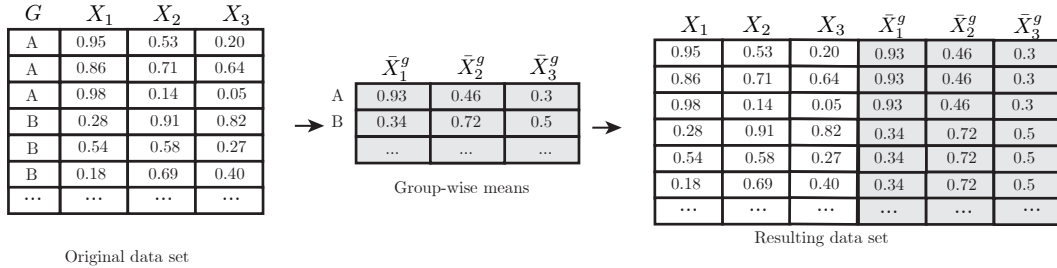 G X₁ X₂ X₃
A 0.95 0.53 0.20
A 0.86 0.71 0.64
A 0.98 0.14 0.05
B 0.28 0.91 0.82
B 0.54 0.58 0.27
B 0.18 0.69 0.40
... ... ... ...
Original data set
X̄₁ᵍ X̄₂ᵍ X̄₃ᵍ
A 0.93 0.46 0.3
B 0.34 0.72 0.5
... ... ...
Group-wise means
X₁ X₂ X₃ X̄₁ᵍ X̄₂ᵍ X̄₃ᵍ
0.95 0.53 0.20 0.93 0.46 0.3
0.86 0.71 0.64 0.93 0.46 0.3
0.98 0.14 0.05 0.93 0.46 0.3
0.28 0.91 0.82 0.34 0.72 0.5
0.54 0.58 0.27 0.34 0.72 0.5
0.18 0.69 0.40 0.34 0.72 0.5
... ... ... ... ... ...
Resulting data set